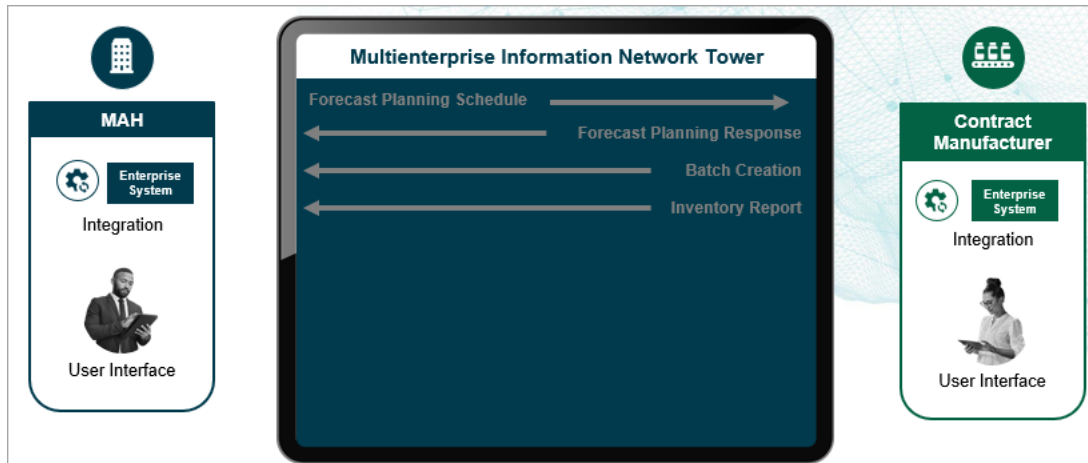 Multienterprise Information Network Tower
MAH
Enterprise
System
Integration
User Interface
Forecast Planning Schedule
Forecast Planning Response
Batch Creation
Inventory Report
Contract
Manufacturer
Enterprise
System
Integration
User Interface